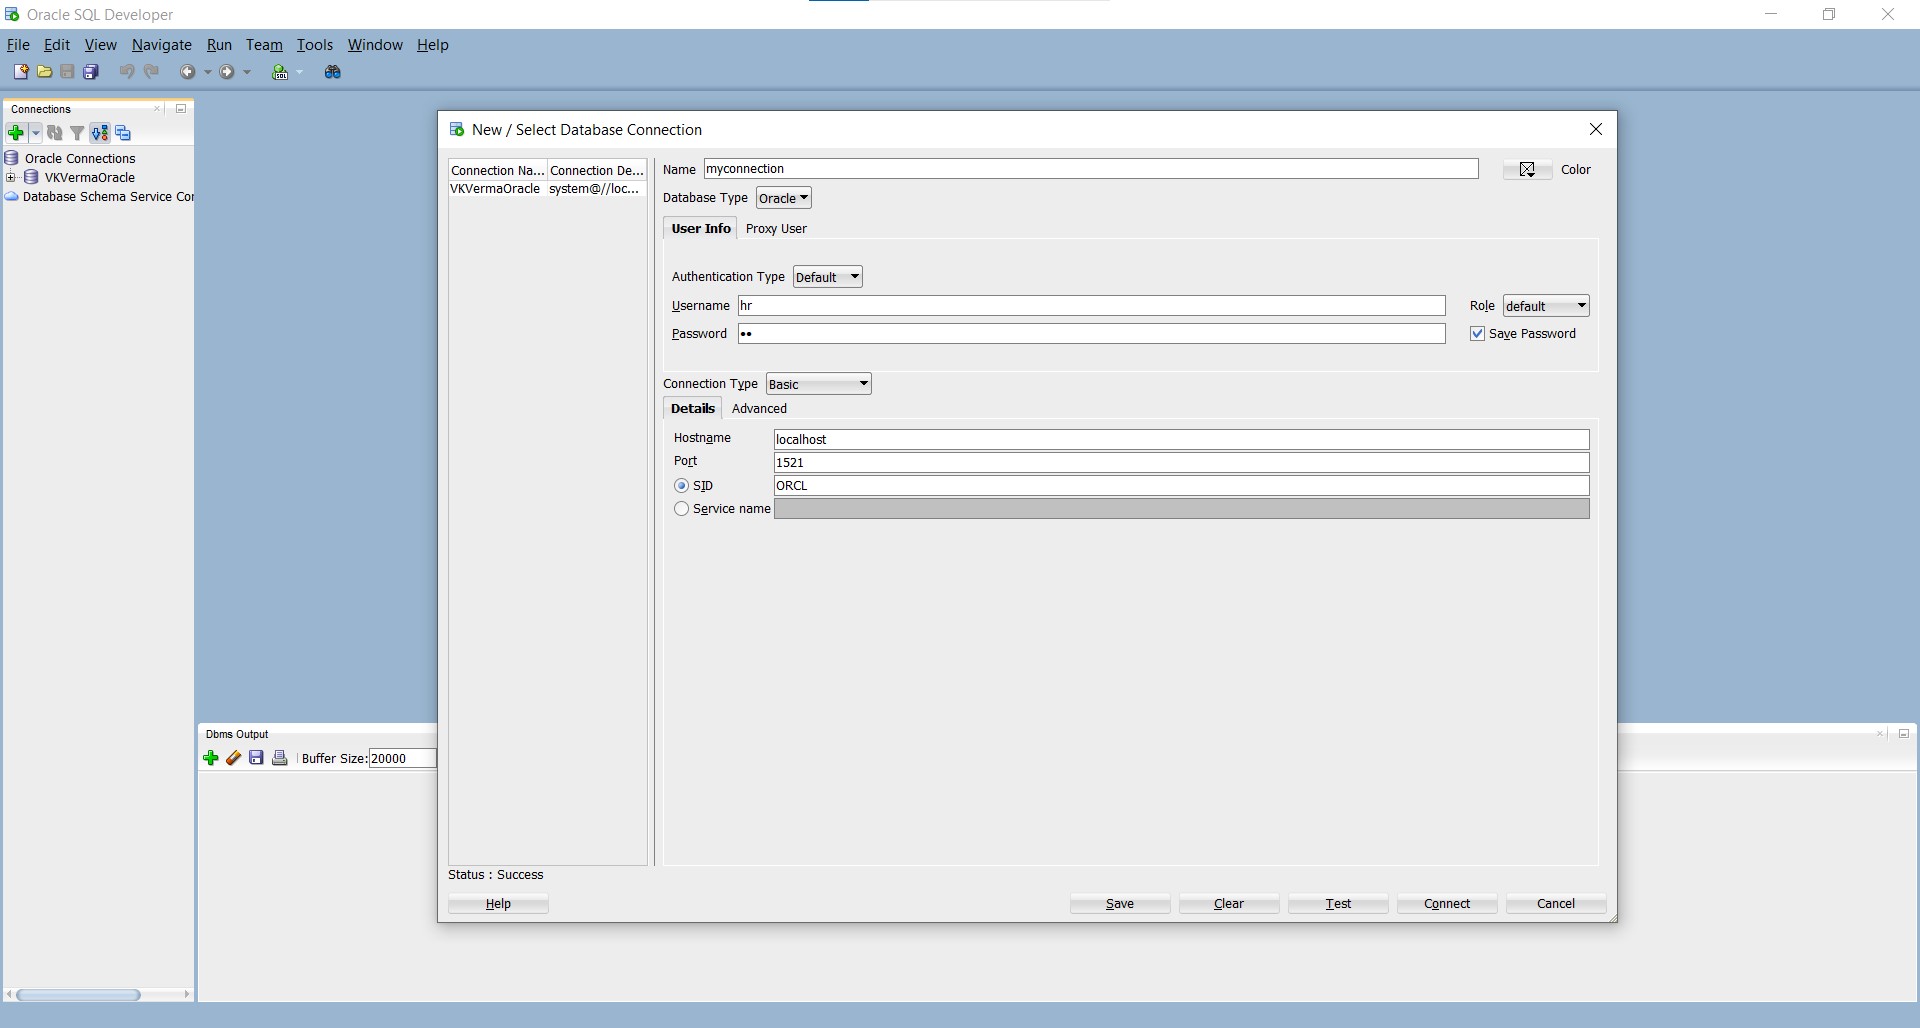 Oracle SQL Developer
File Edit View Navigate Run Team Tools Window Help
Connections
Oracle Connections
VKVermaOracle
Database Schema Service Cor
New / Select Database Connection
Connection Na... Connection De...
VKVermaOracle system@//loc...
Name myconnection Color
Database Type Oracle
User Info Proxy User
Authentication Type Default
Username hr Role default
Password •• Save Password
Connection Type Basic
Details Advanced
Hostname localhost
Port 1521
SID ORCL
Service name
Status : Success
Help Save Clear Test Connect Cancel
Dbms Output
Buffer Size: 20000